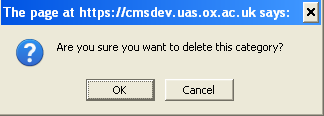 The page at https://cmsdev.uas.ox.ac.uk says:
Are you sure you want to delete this category?
OK
Cancel